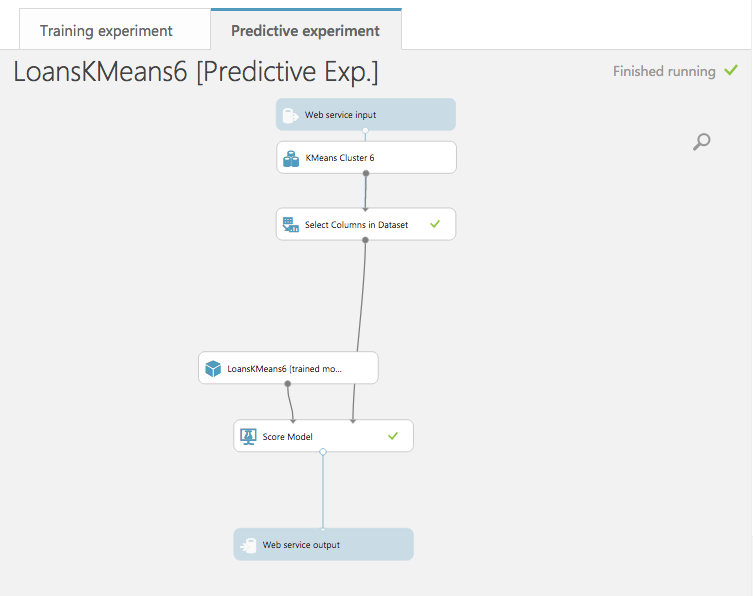 Training experiment
Predictive experiment
LoansKMeans6 [Predictive Exp.]
Finished running
Web service input
KMeans Cluster 6
Select Columns in Dataset
LoansKMeans6 [trained mo...
Score Model
Web service output